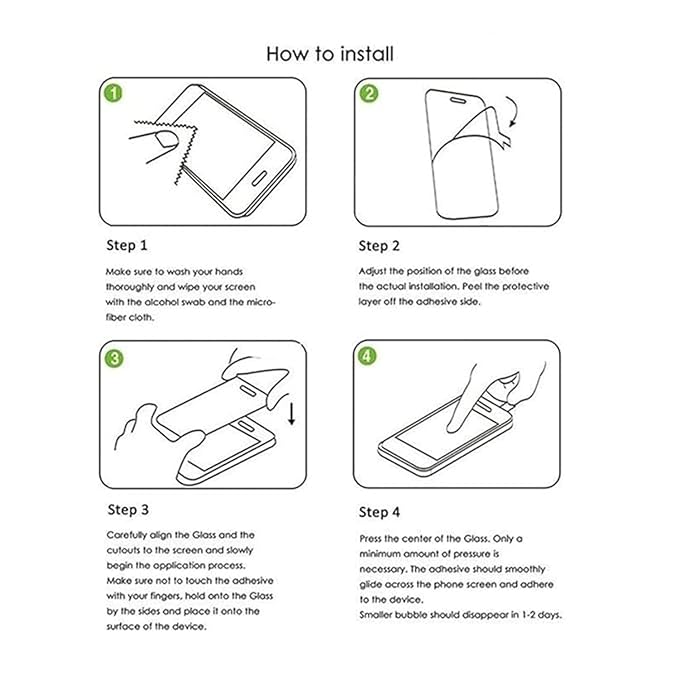 How to install
1
Step 1
Make sure to wash your hands
thoroughly and wipe your screen
with the alcohol swab and the micro-
fiber cloth.
2
Step 2
Adjust the position of the glass before
the actual installation. Peel the protective
layer off the adhesive side.
3
Step 3
Carefully align the Glass and the
cutouts to the screen and slowly
begin the application process.
Make sure not to touch the adhesive
with your fingers, hold onto the Glass
by the sides and place it onto the
surface of the device.
4
Step 4
Press the center of the Glass. Only a
minimum amount of pressure is
necessary. The adhesive should smoothly
glide across the phone screen and adhere
to the device.
Smaller bubble should disappear in 1-2 days.